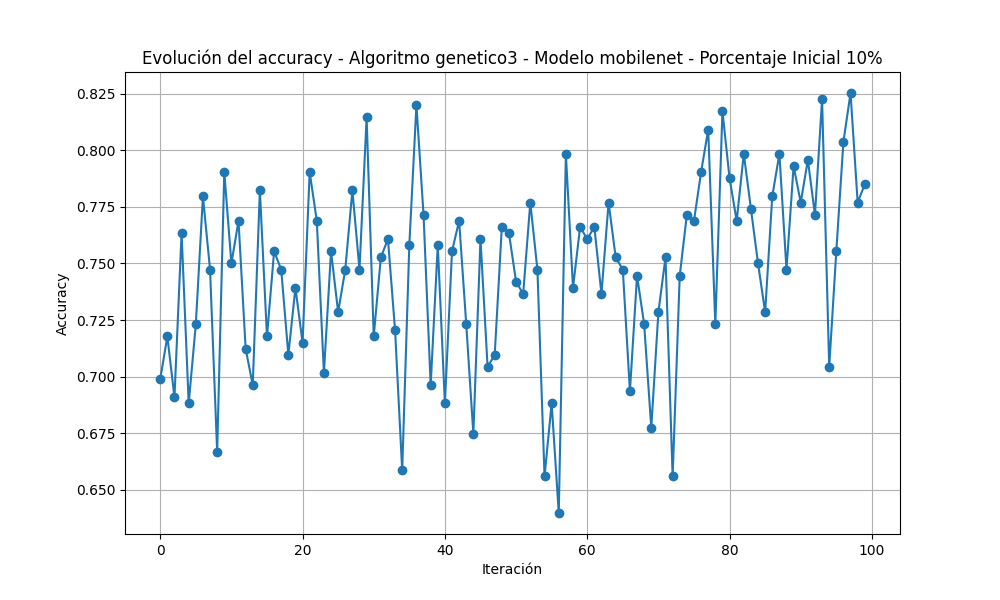 Evolución del accuracy - Algoritmo genetico3 - Modelo mobilenet - Porcentaje Inicial 10%
0.825
0.800
0.775
0.750
0.725
0.700
0.675
0.650
Accuracy
0 20 40 60 80 100
Iteración